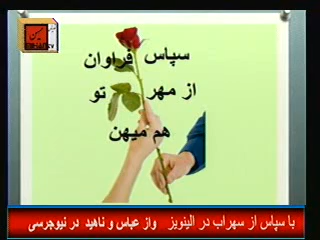 سپاس فراوان
از مهر تو
هم میهن
با سپاس از سهراب در الینویز واز عباس و ناهید در نیوجرسی